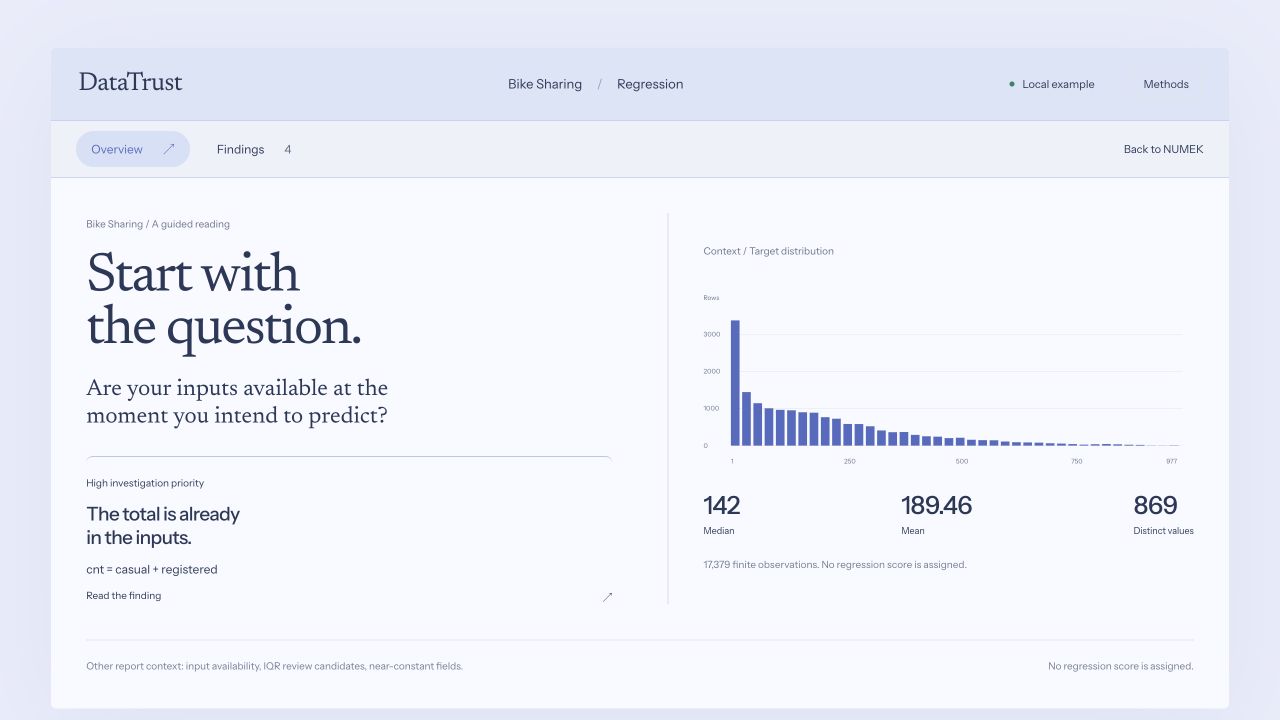 DataTrust
Bike Sharing / Regression
Local example
Methods
Overview
Findings 4
Back to NUMEK
Bike Sharing / A guided reading
Start with
the question.
Are your inputs available at the
moment you intend to predict?
High investigation priority
The total is already
in the inputs.
cnt = casual + registered
Read the finding
Context / Target distribution
Rows
3000
2000
1000
0
1 250 500 750 977
142 189.46 869
Median Mean Distinct values
17,379 finite observations. No regression score is assigned.
Other report context: input availability, IQR review candidates, near-constant fields.
No regression score is assigned.